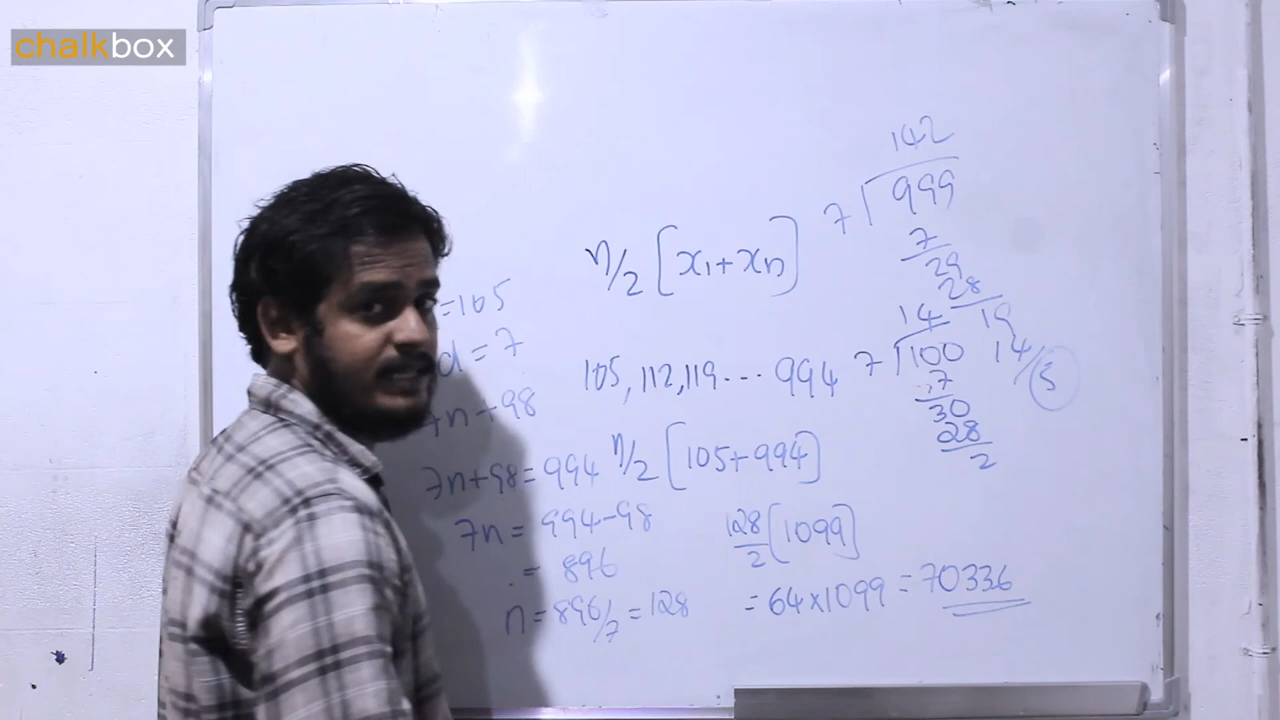 chalkbox
=105
d=7
7n+98
7n+98=994
7n=994-98
=896
n=896/7=128
n/2[x₁+xₙ]
105,112,119...994
n/2[105+994]
128/2[1099]
=64×1099=70336
142
7 999
7
29
28
19
14/5
14
7 100
7
30
28
2